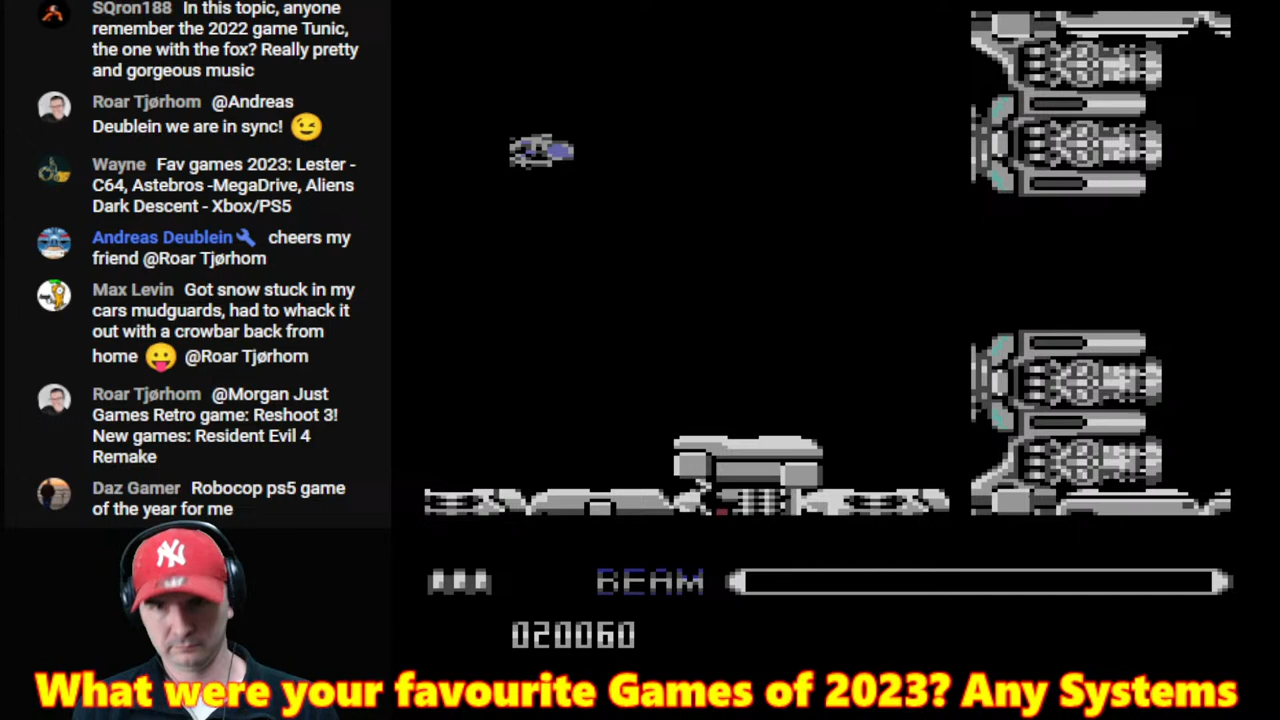 SQron188 In this topic, anyone
remember the 2022 game Tunic,
the one with the fox? Really pretty
and gorgeous music
Roar Tjørhom @Andreas
Deublein we are in sync!
Wayne Fav games 2023: Lester -
C64, Astebros -MegaDrive, Aliens
Dark Descent - Xbox/PS5
Andreas Deublein cheers my
friend @Roar Tjørhom
Max Levin Got snow stuck in my
cars mudguards, had to whack it
out with a crowbar back from
home @Roar Tjørhom
Roar Tjørhom @Morgan Just
Games Retro game: Reshoot 3!
New games: Resident Evil 4
Remake
Daz Gamer Robocop ps5 game
of the year for me
BEAM
020060
What were your favourite Games of 2023? Any Systems